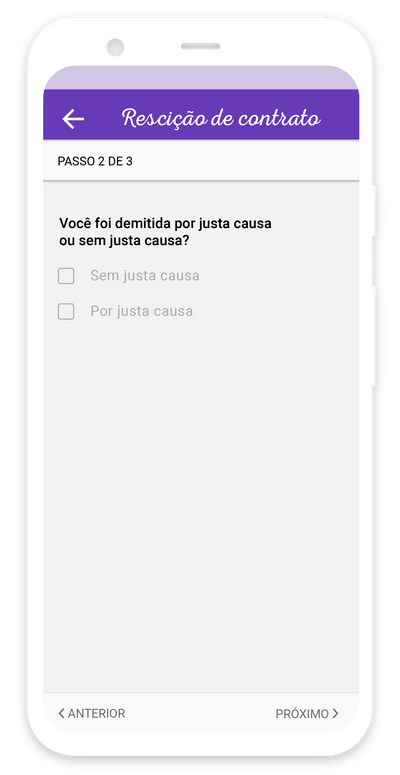 Rescição de contrato
PASSO 2 DE 3
Você foi demitida por justa causa
ou sem justa causa?
Sem justa causa
Por justa causa
ANTERIOR
PRÓXIMO